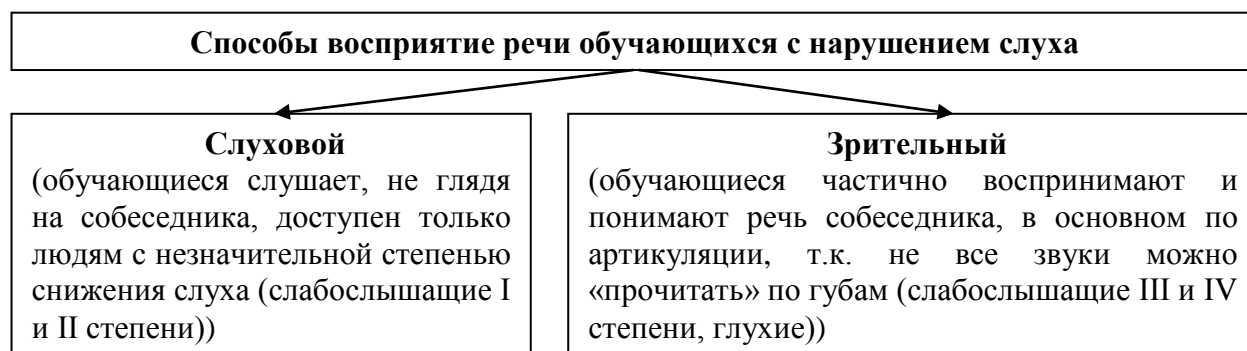 Способы восприятие речи обучающихся с нарушением слуха
Слуховой
(обучающиеся слушает, не глядя
на собеседника, доступен только
людям с незначительной степенью
снижения слуха (слабослышащие I
и II степени))
Зрительный
(обучающиеся частично воспринимают и
понимают речь собеседника, в основном по
артикуляции, т.к. не все звуки можно
«прочитать» по губам (слабослышащие III и IV
степени, глухие))